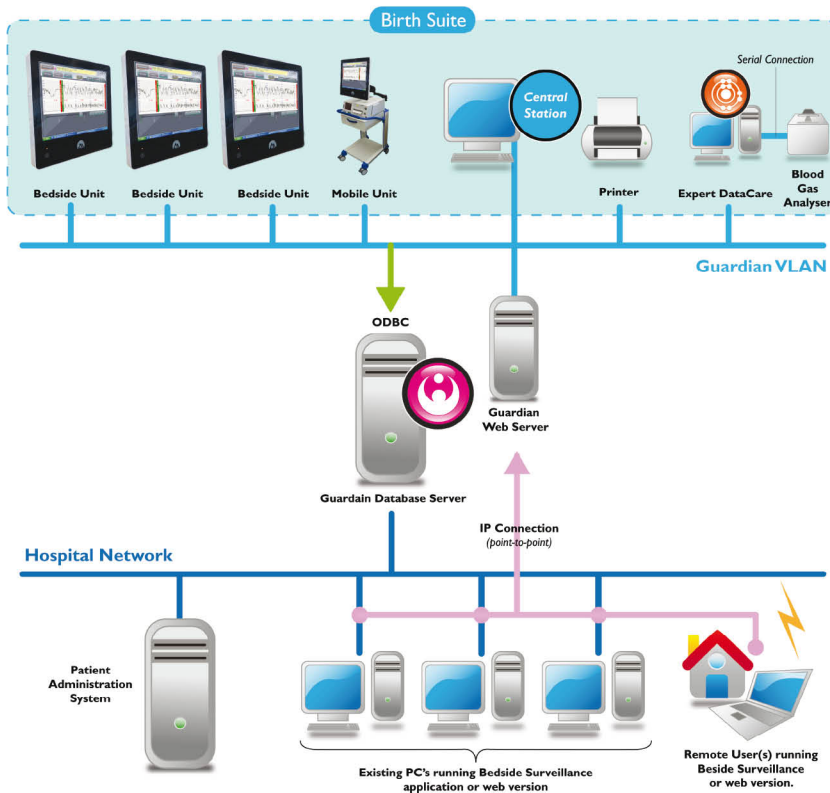 Birth Suite
Serial Connection
Central
Station
Bedside Unit
Bedside Unit
Bedside Unit
Mobile Unit
Printer
Expert DataCare
Blood
Gas
Analyser
Guardian VLAN
ODBC
Guardian
Web Server
Guardain Database Server
IP Connection
(point-to-point)
Hospital Network
Patient
Administration
System
Existing PC's running Bedside Surveillance
application or web version
Remote User(s) running
Beside Surveillance
or web version.